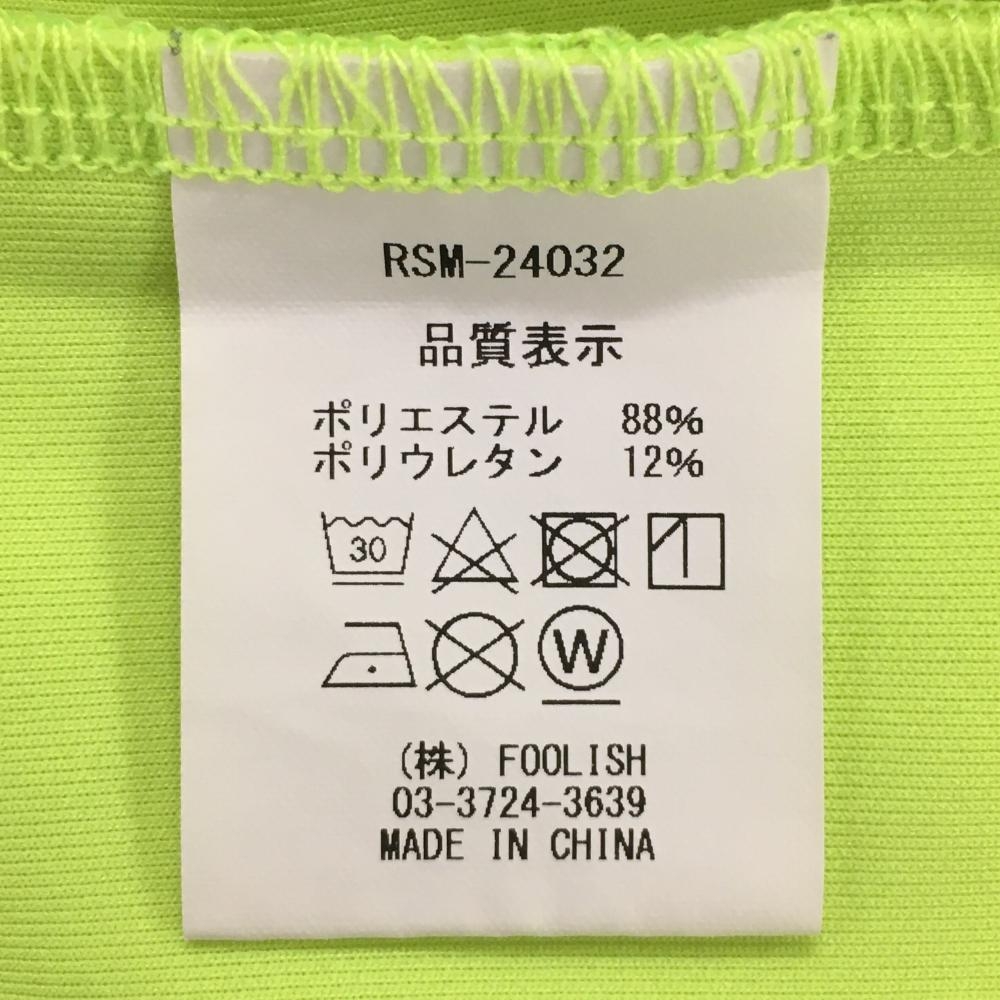 RSM-24032
品質表示
ポリエステル 88%
ポリウレタン 12%
30
W
(株) FOOLISH
03-3724-3639
MADE IN CHINA